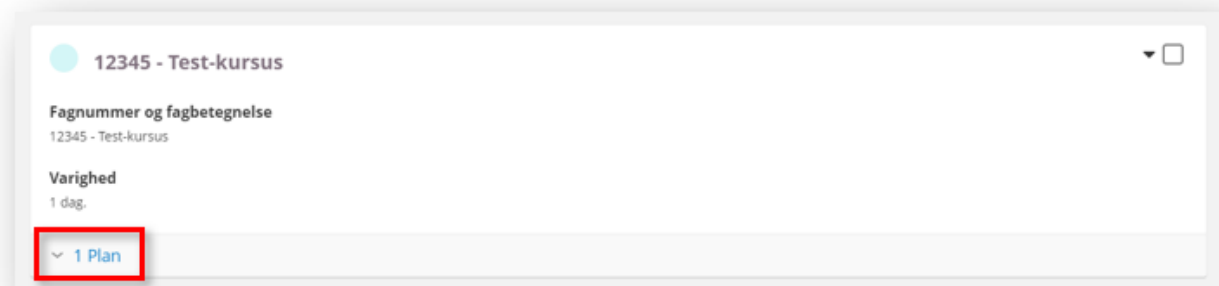 12345 - Test-kursus
Fagnummer og fagbetegnelse
12345 - Test-kursus
Varighed
1 dag.
1 Plan